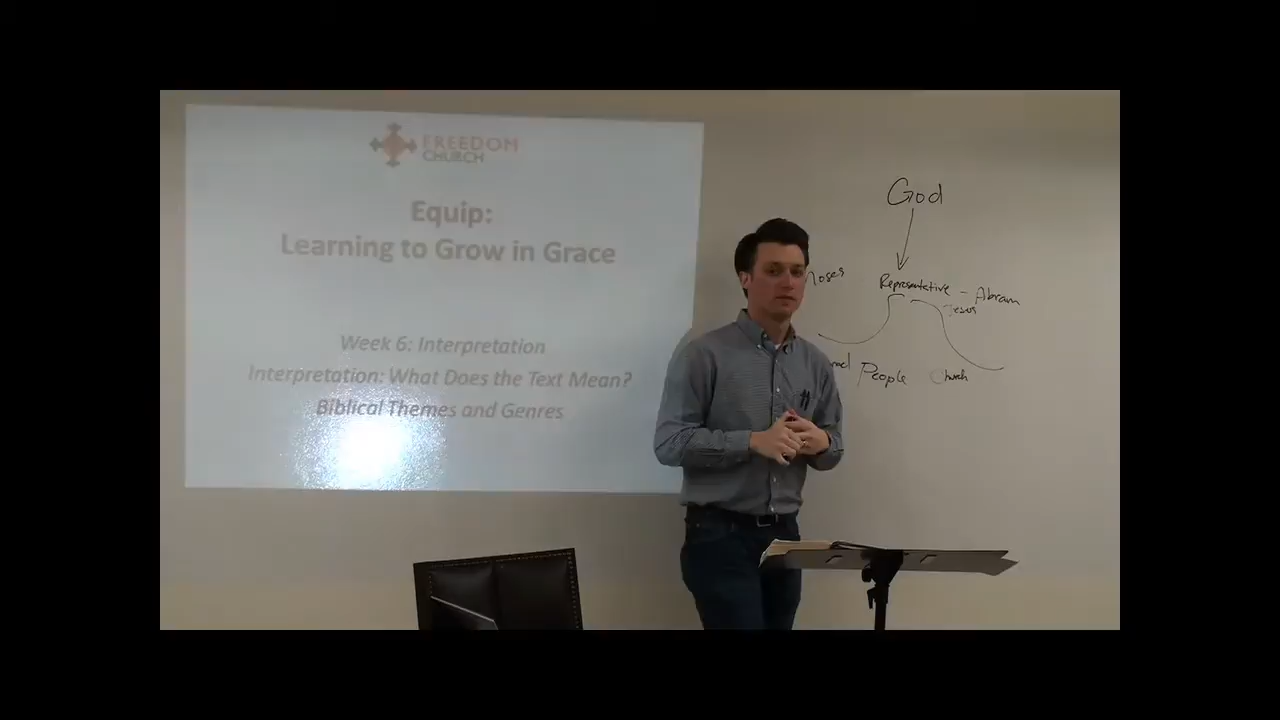 FREEDOM
CHURCH
Equip:
Learning to Grow in Grace
Week 6: Interpretation
Interpretation: What Does the Text Mean?
Biblical Themes and Genres
God
Representative - Abram
Jesus
People Church